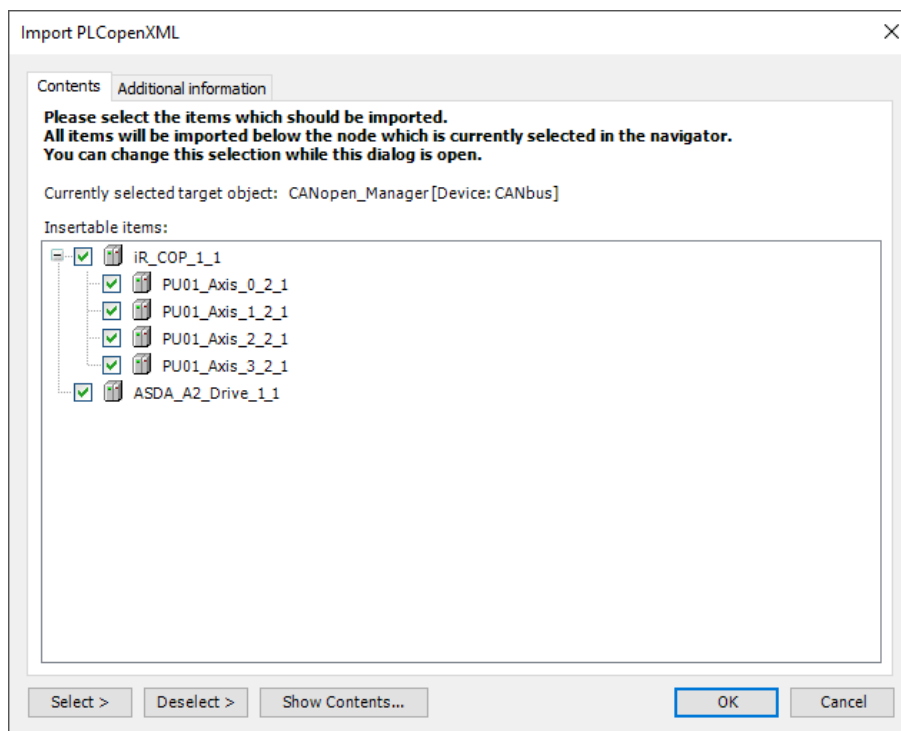 Import PLCopenXML
Contents
Additional information
Please select the items which should be imported.
All items will be imported below the node which is currently selected in the navigator.
You can change this selection while this dialog is open.
Currently selected target object: CANopen_Manager [Device: CANbus]
Insertable items:
iR_COP_1_1
PU01_Axis_0_2_1
PU01_Axis_1_2_1
PU01_Axis_2_2_1
PU01_Axis_3_2_1
ASDA_A2_Drive_1_1
Select >
Deselect >
Show Contents...
OK
Cancel